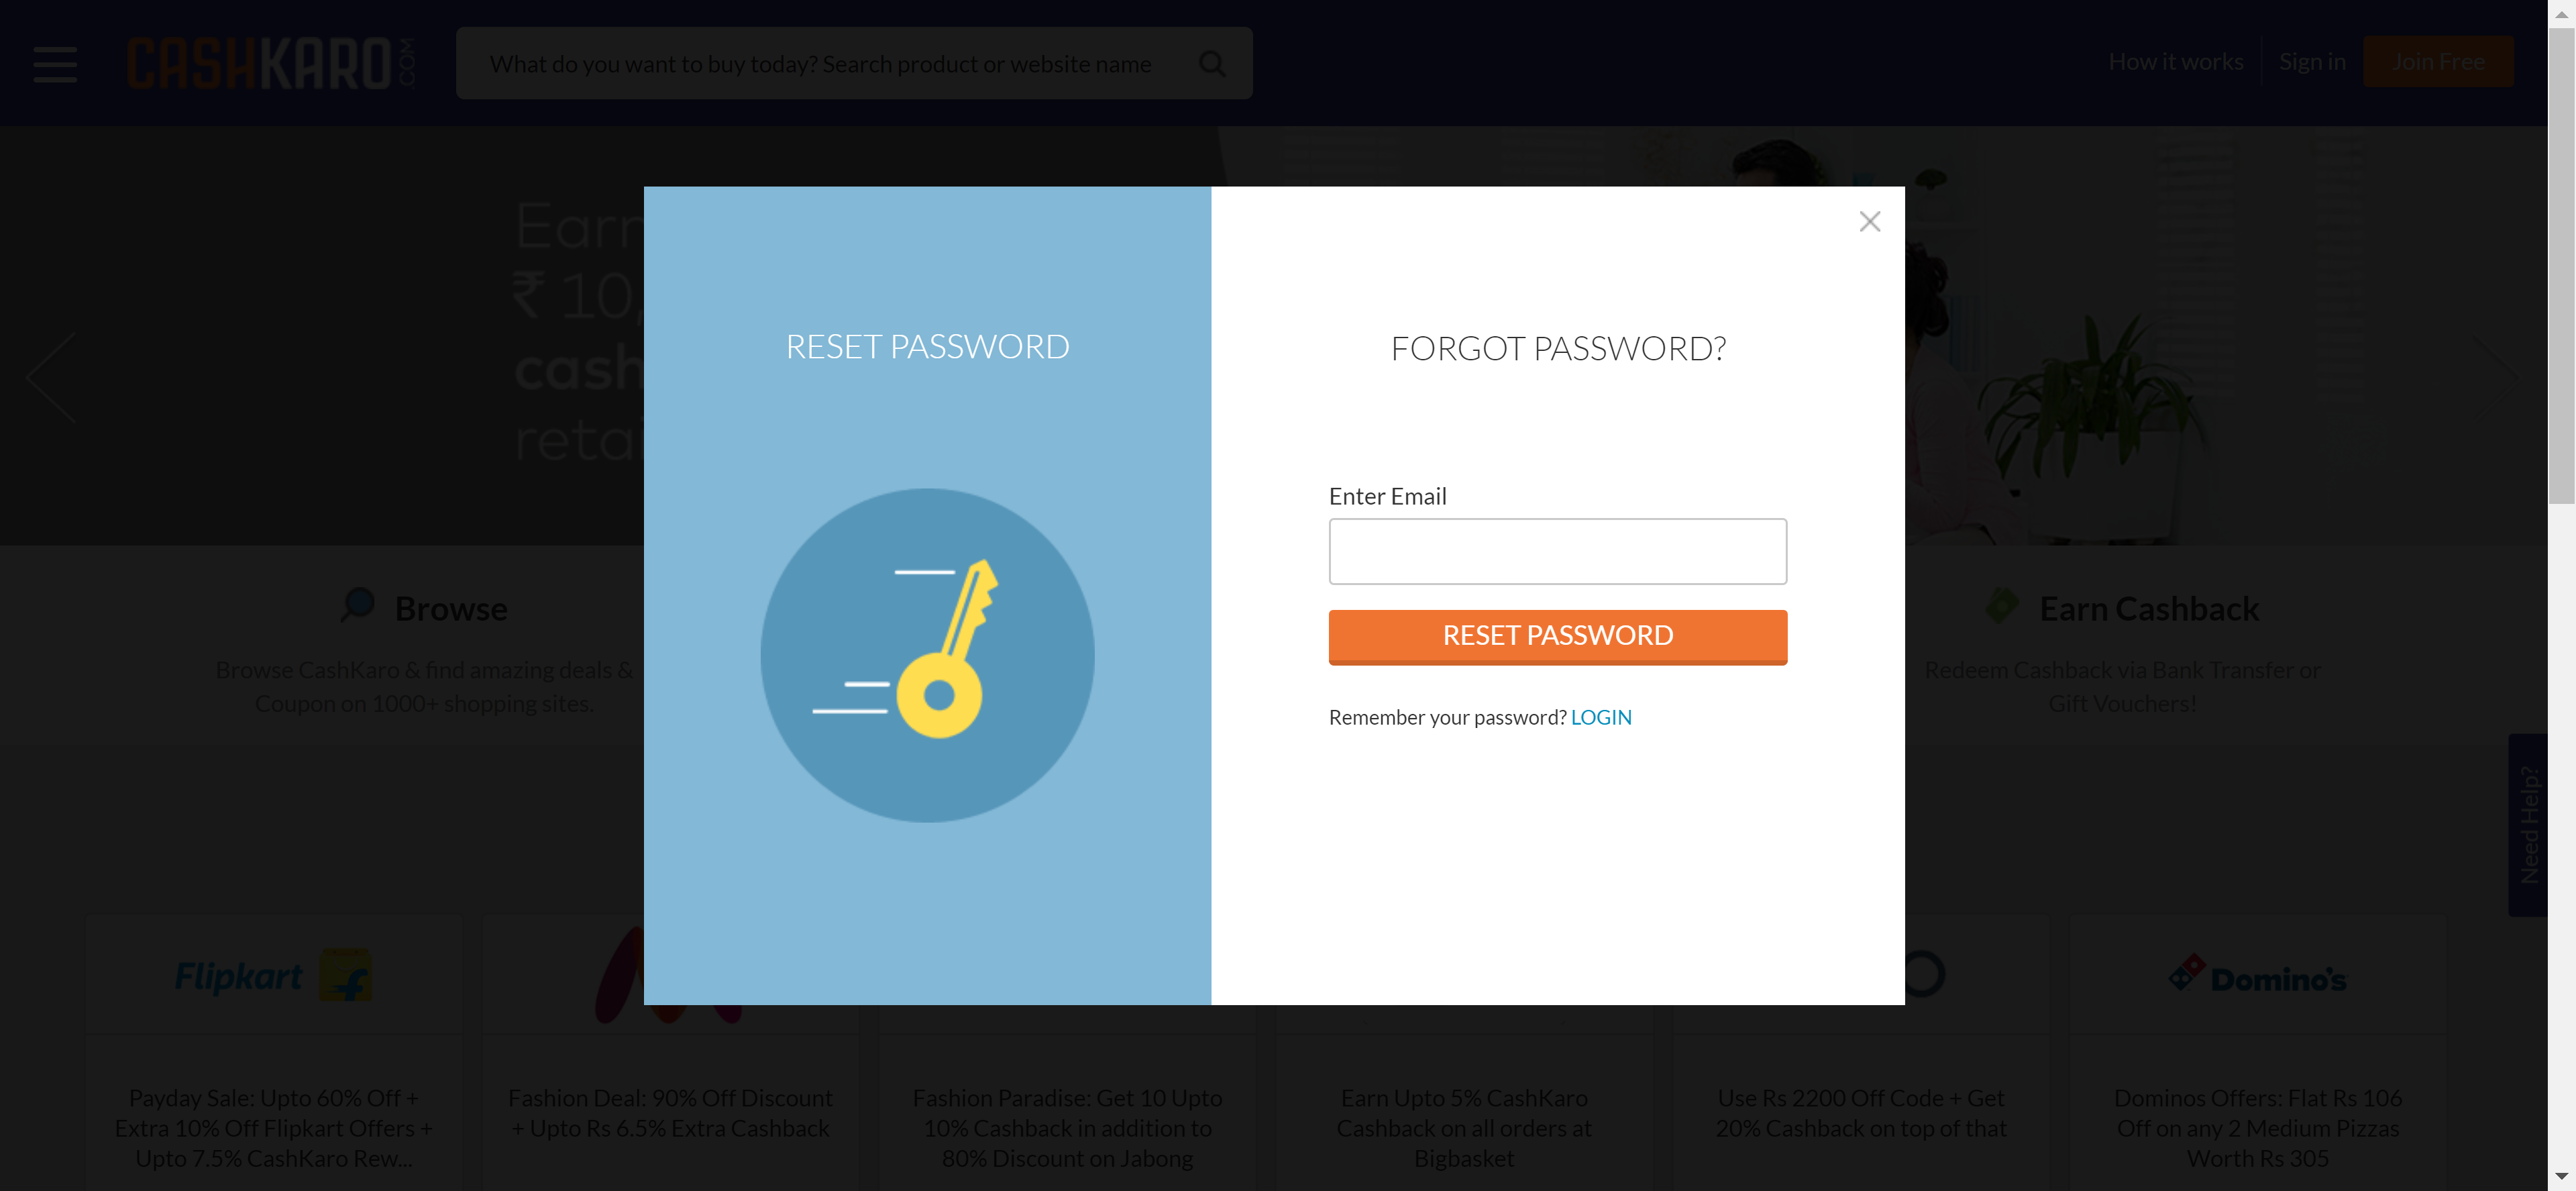 CASHKARO.COM
What do you want to buy today? Search product or website name
How it works
Sign in
Join Free
Earn
₹ 10,
cash
retai
RESET PASSWORD
FORGOT PASSWORD?
Enter Email
RESET PASSWORD
Remember your password? LOGIN
Browse
Browse CashKaro & find amazing deals &
Coupon on 1000+ shopping sites.
Earn Cashback
Redeem Cashback via Bank Transfer or
Gift Vouchers!
Need Help?
Flipkart
Domino's
Payday Sale: Upto 60% Off +
Extra 10% Off Flipkart Offers +
Upto 7.5% CashKaro Rew...
Fashion Deal: 90% Off Discount
+ Upto Rs 6.5% Extra Cashback
Fashion Paradise: Get 10 Upto
10% Cashback in addition to
80% Discount on Jabong
Earn Upto 5% CashKaro
Cashback on all orders at
Bigbasket
Use Rs 2200 Off Code + Get
20% Cashback on top of that
Dominos Offers: Flat Rs 106
Off on any 2 Medium Pizzas
Worth Rs 305